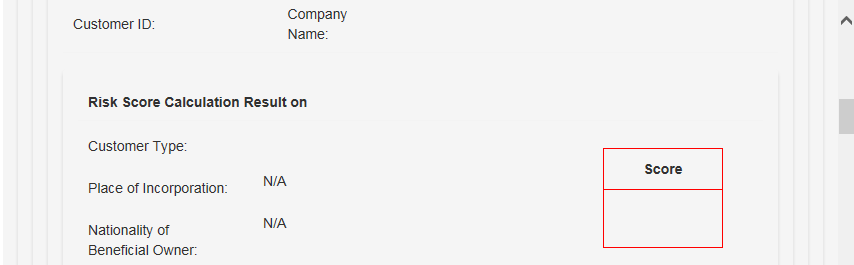 Customer ID:
Company
Name:
Risk Score Calculation Result on
Customer Type:
Score
Place of Incorporation:
N/A
Nationality of
Beneficial Owner:
N/A